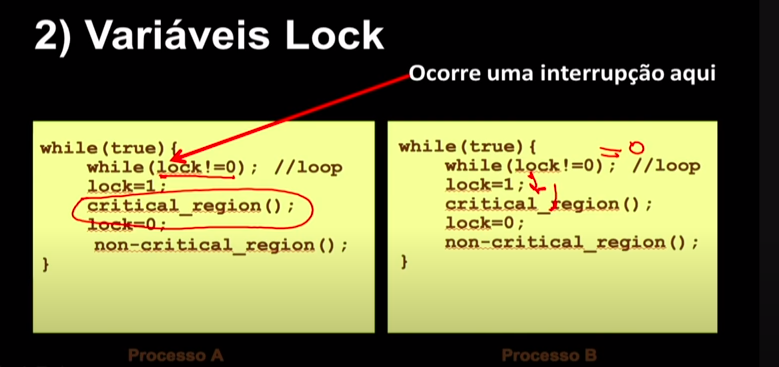 2) Variáveis Lock
Ocorre uma interrupção aqui
while(true){
while(lock!=0); //loop
lock=1;
critical_region();
lock=0;
non-critical_region();
}
Processo A
while(true){
= 0
while(lock!=0); //loop
lock=1;
critical_region();
lock=0;
non-critical_region();
}
Processo B